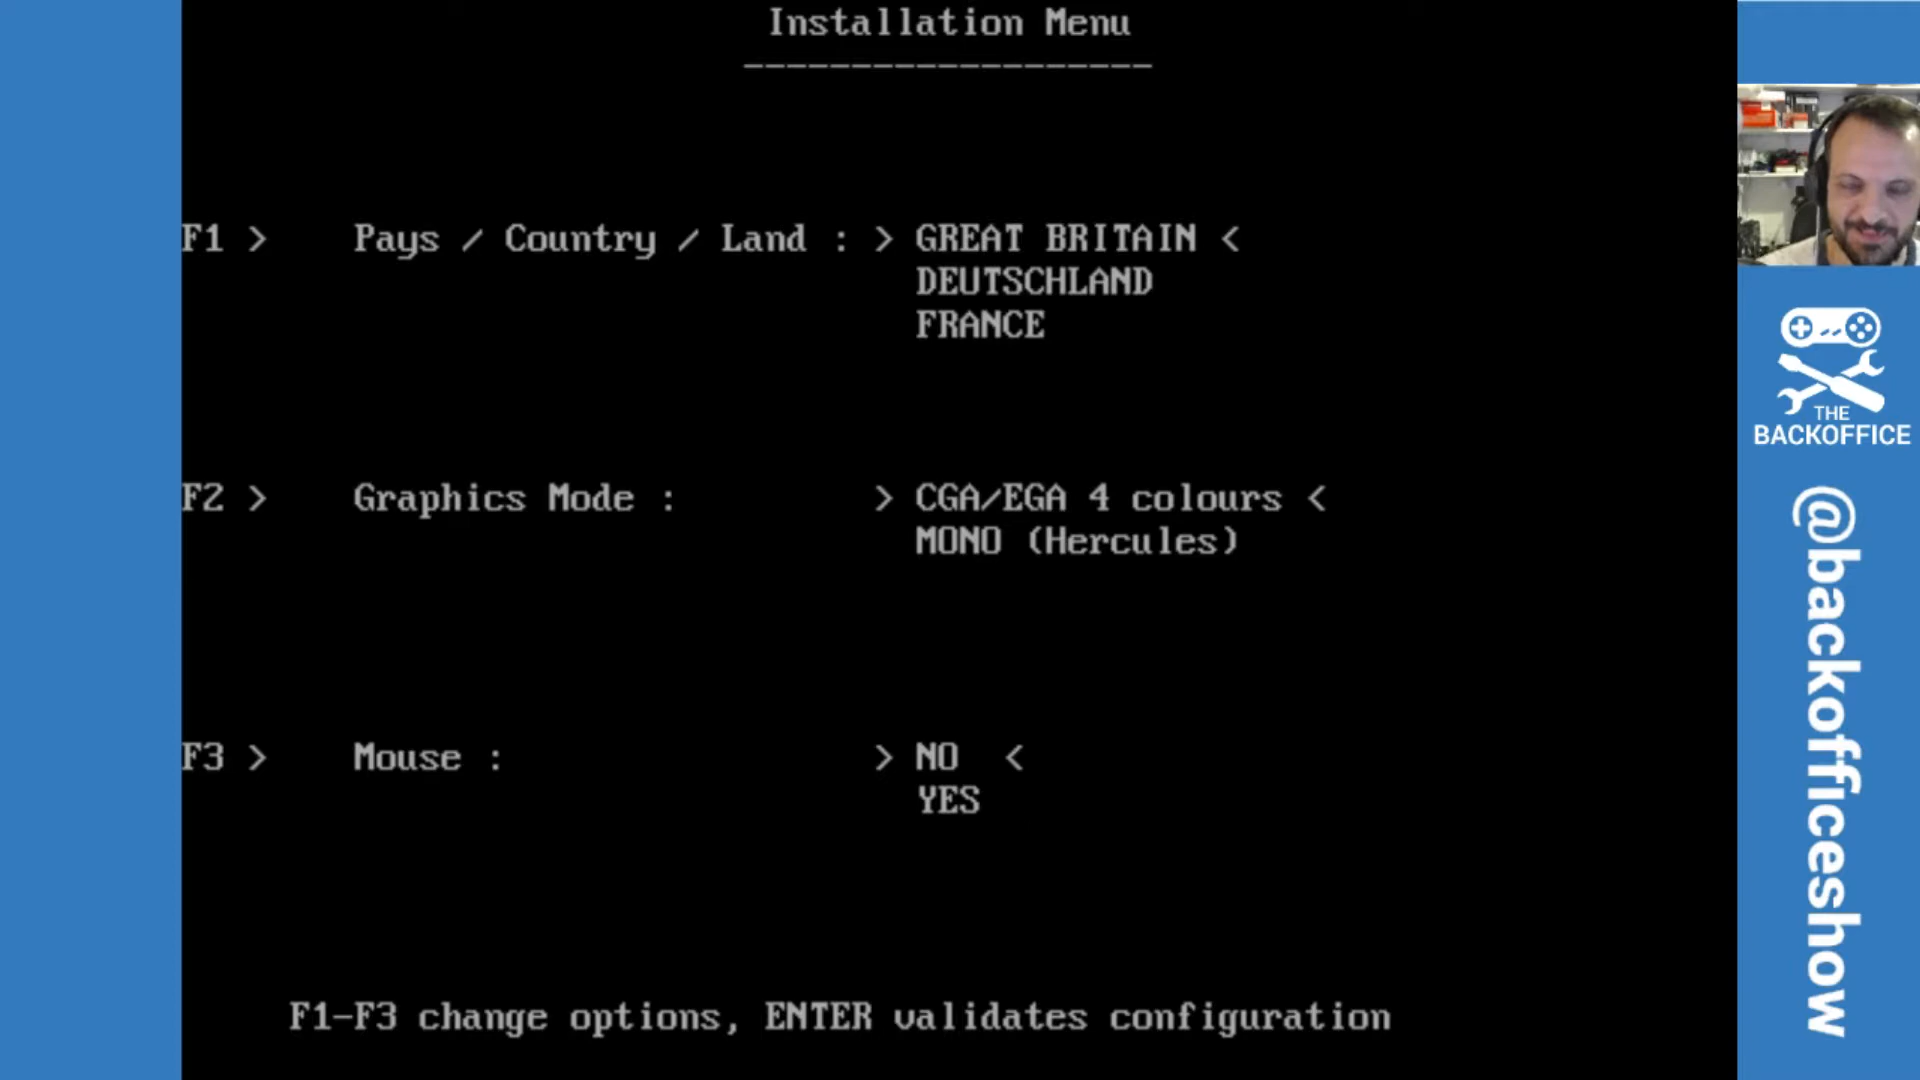 Installation Menu
-------------------
F1 > Pays / Country / Land : > GREAT BRITAIN <
DEUTSCHLAND
FRANCE
F2 > Graphics Mode : > CGA/EGA 4 colours <
MONO (Hercules)
F3 > Mouse : > NO <
YES
F1-F3 change options, ENTER validates configuration
THE
BACKOFFICE
@backofficeshow